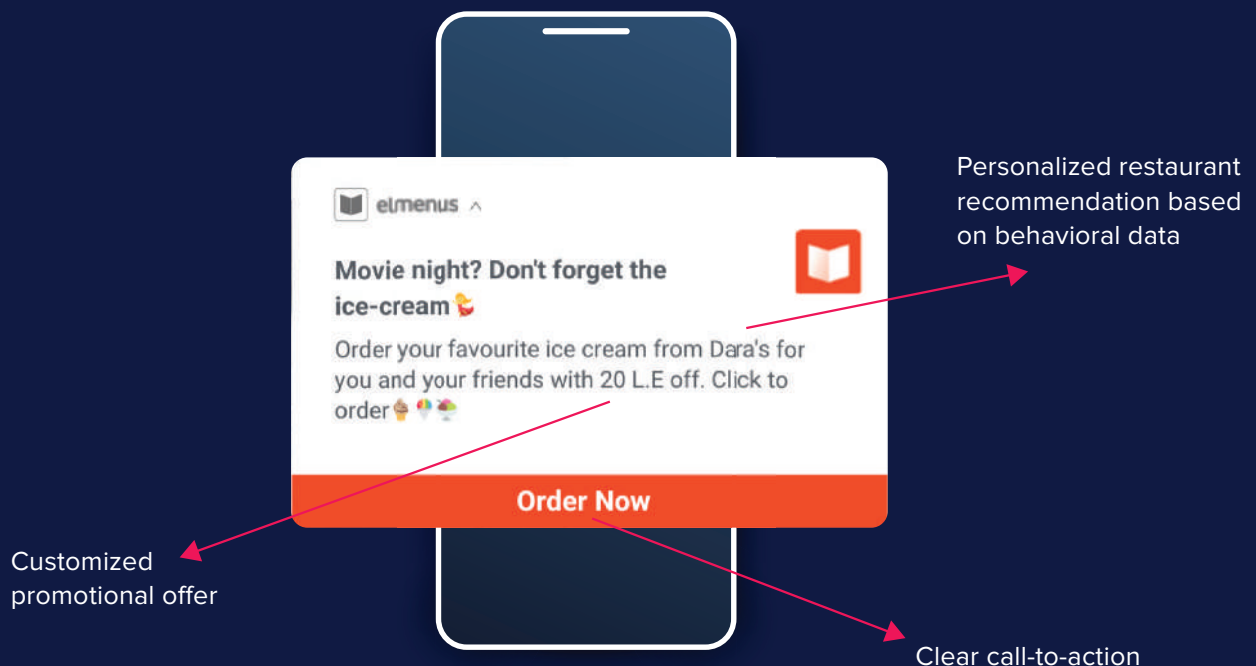 elmenus
Movie night? Don't forget the
ice-cream💃
Order your favourite ice cream from Dara's for
you and your friends with 20 L.E off. Click to
order🍦🍧🍨
Order Now
Personalized restaurant
recommendation based
on behavioral data
Customized
promotional offer
Clear call-to-action